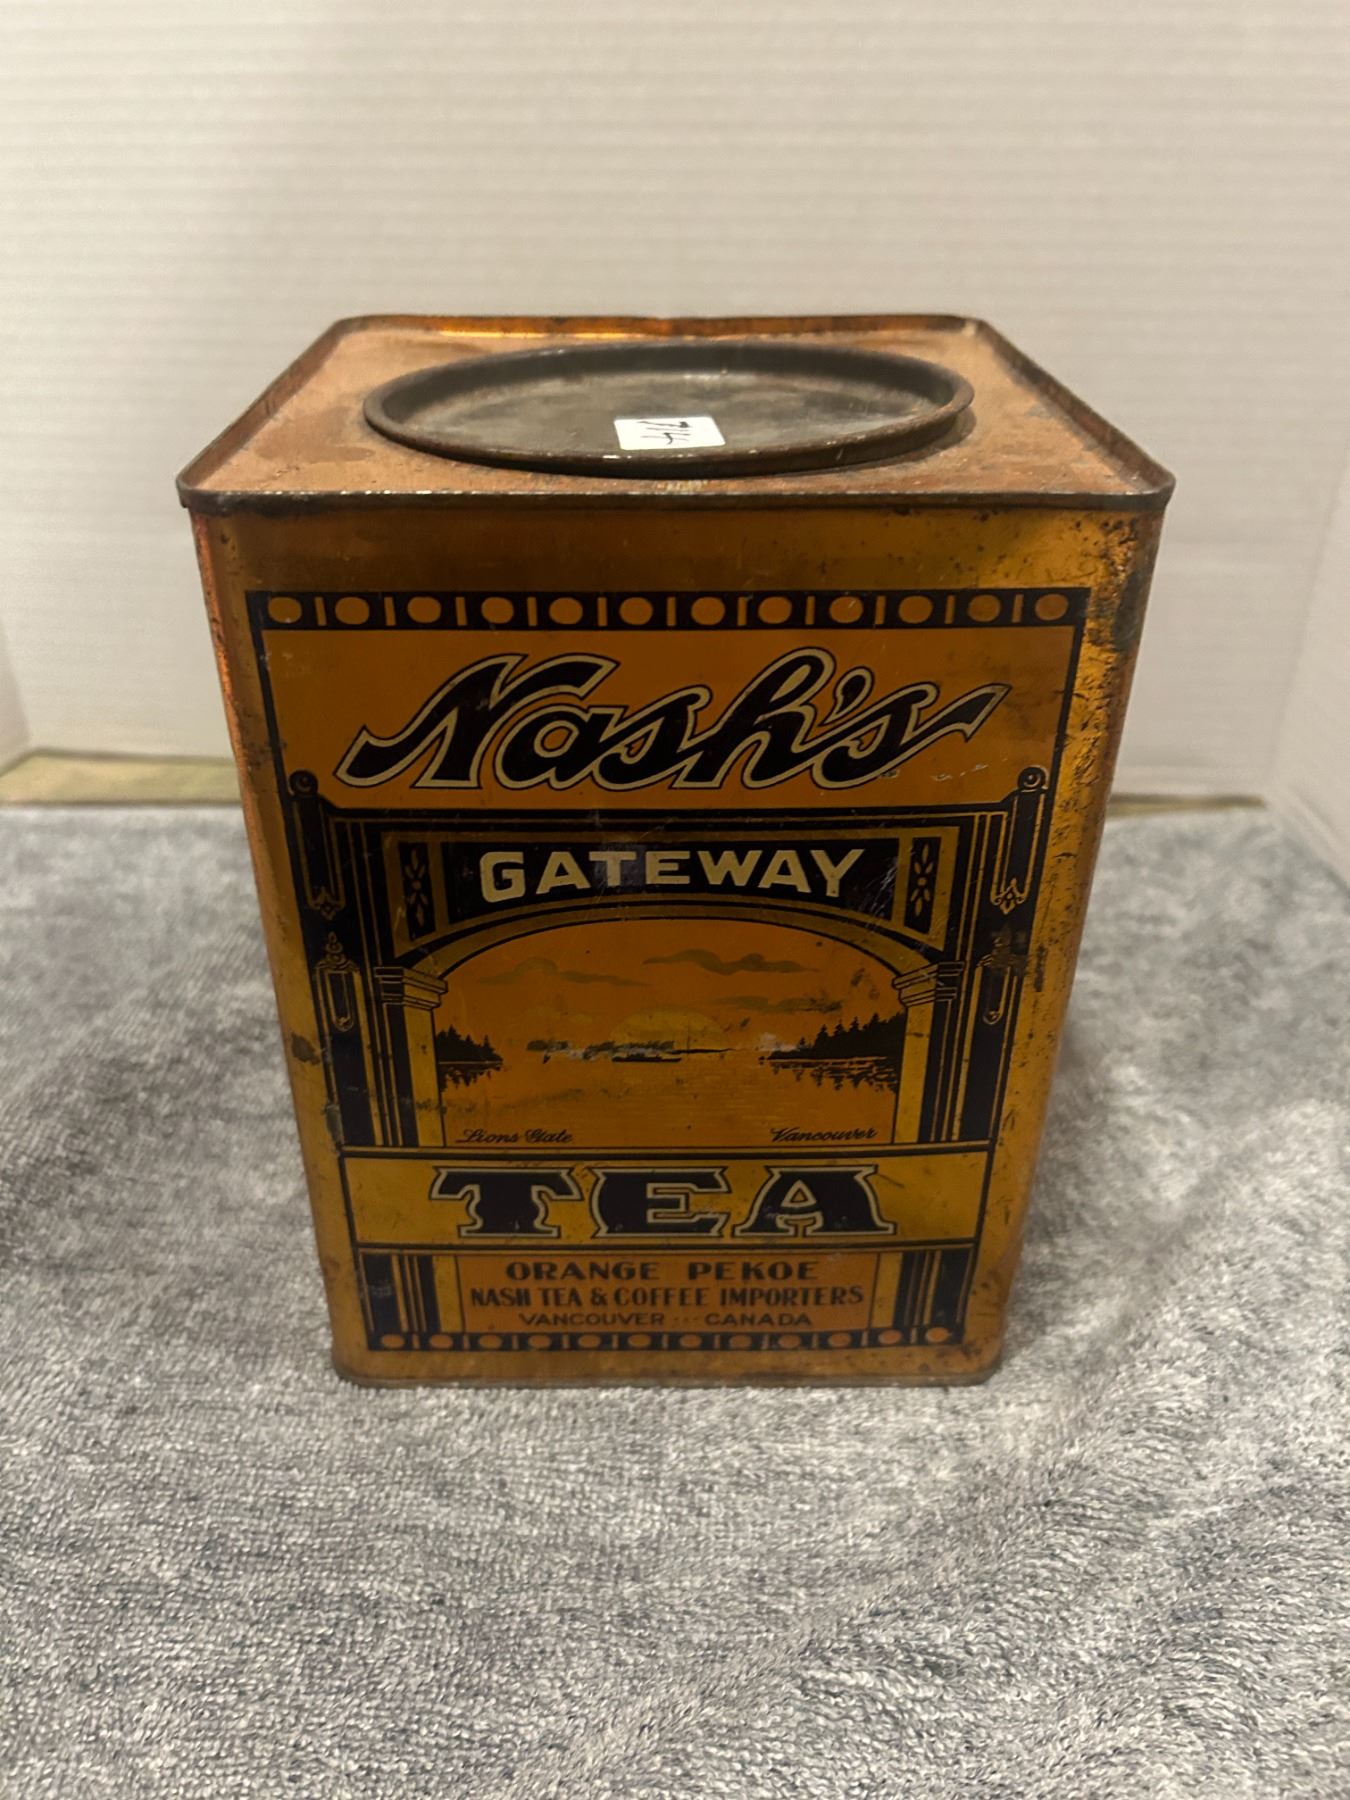 Nash's
GATEWAY
Lions Gate Vancouver
TEA
ORANGE PEKOE
NASH TEA & COFFEE IMPORTERS
VANCOUVER ··· CANADA